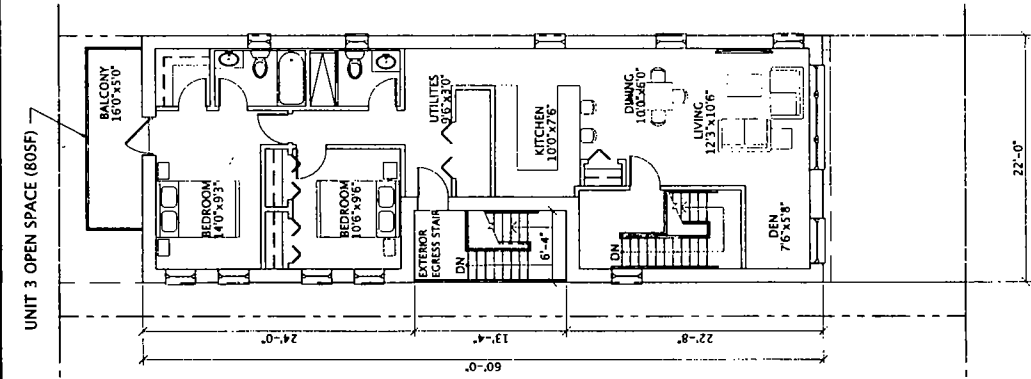 UNIT 3 OPEN SPACE (80SF)
BALCONY
16'0"x5'0"
BEDROOM
14'0"x9'3"
BEDROOM
10'6"x9'6"
UTILITES
9'6"x3'0"
KITCHEN
10'0"x7'6"
DINING
10'0"x6'0"
LIVING
12'3"x10'6"
DEN
7'6"x5'8"
EXTERIOR
EGRESS STAIR
DN
6'-4"
DN
24'-0"
13'-4"
22'-8"
60'-0"
22'-0"